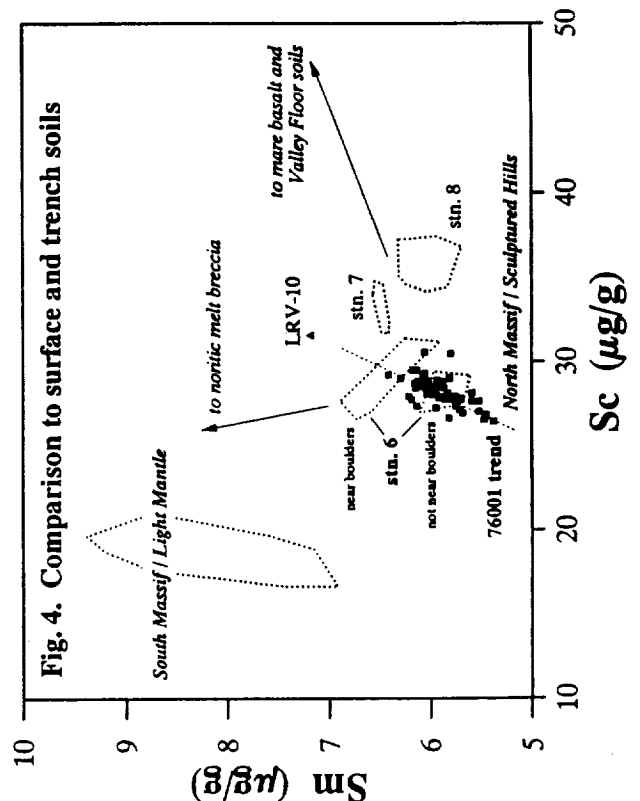 Fig. 4. Comparison to surface and trench soils
South Massif / Light Mantle
to noritic melt breccia
to mare basalt and
Valley Floor soils
LRV-10
stn. 7
stn. 8
near boulders
stn. 6
not near boulders
76001 trend
North Massif / Sculptured Hills
10
9
8
7
6
5
Sm (µg/g)
10
20
30
40
50
Sc (µg/g)